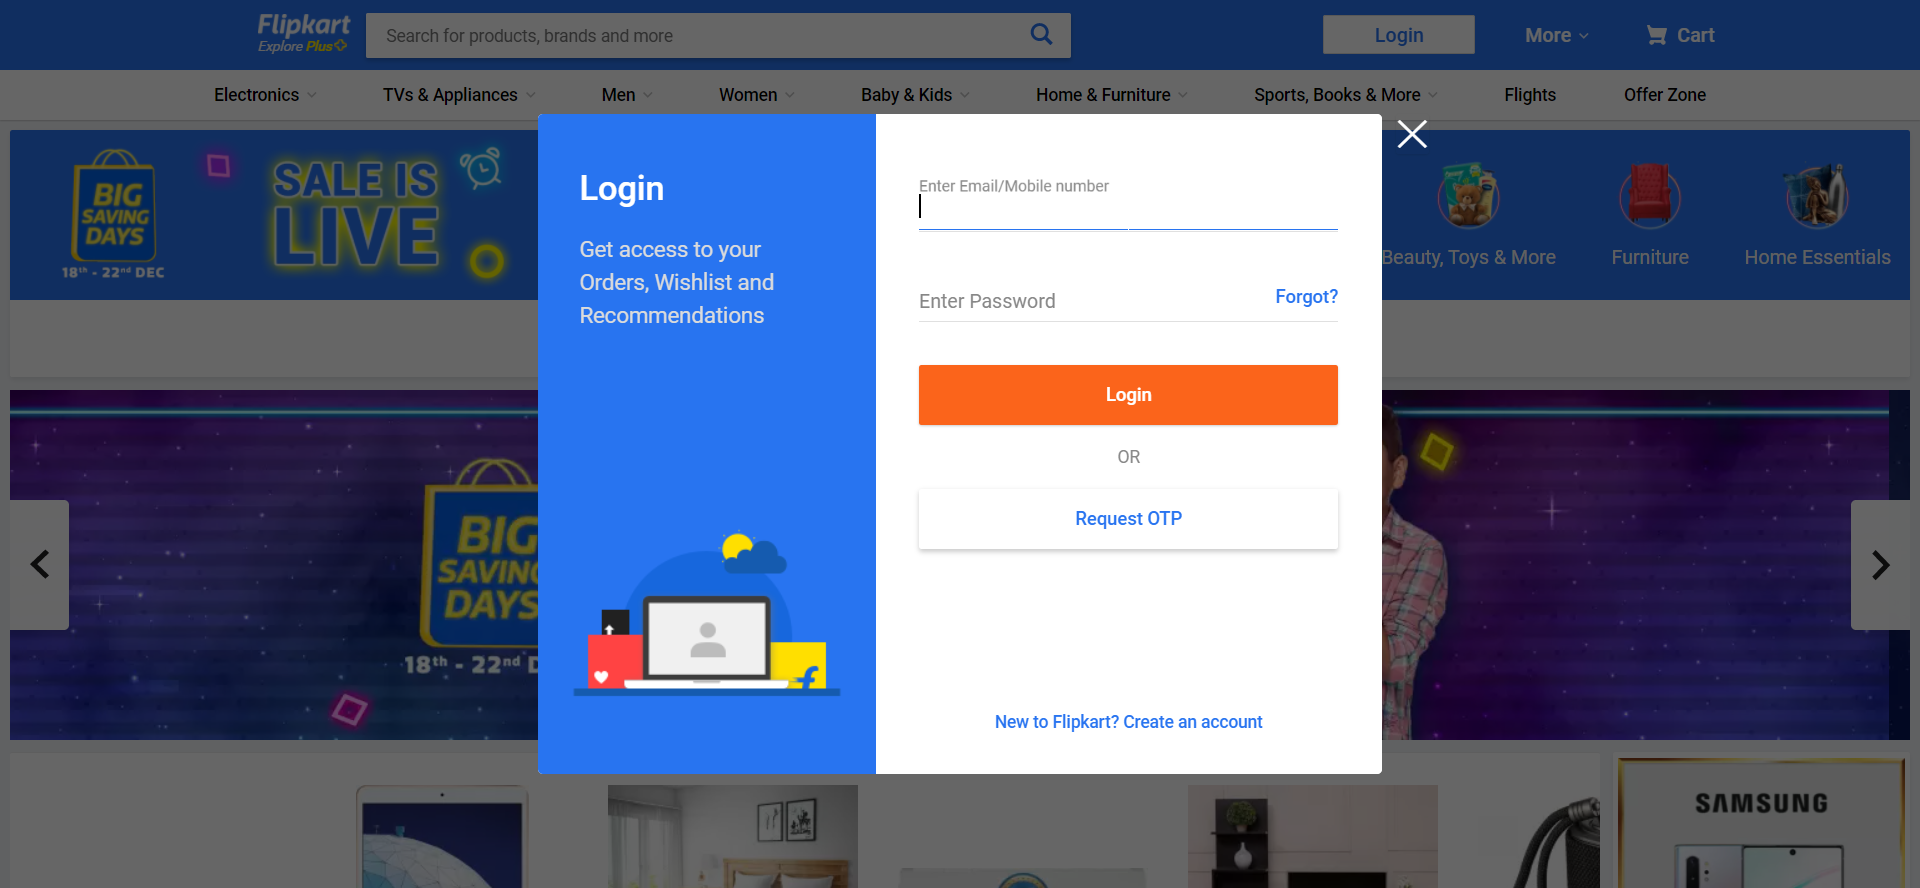 Flipkart
Explore Plus
Search for products, brands and more
Login
More
Cart
Electronics
TVs & Appliances
Men
Women
Baby & Kids
Home & Furniture
Sports, Books & More
Flights
Offer Zone
BIG
SAVING
DAYS
18th - 22nd DEC
SALE IS
LIVE
Beauty, Toys & More
Furniture
Home Essentials
Login
Get access to your
Orders, Wishlist and
Recommendations
Enter Email/Mobile number
Enter Password
Forgot?
Login
OR
Request OTP
New to Flipkart? Create an account
BIG
SAVING
DAYS
18th - 22nd
SAMSUNG